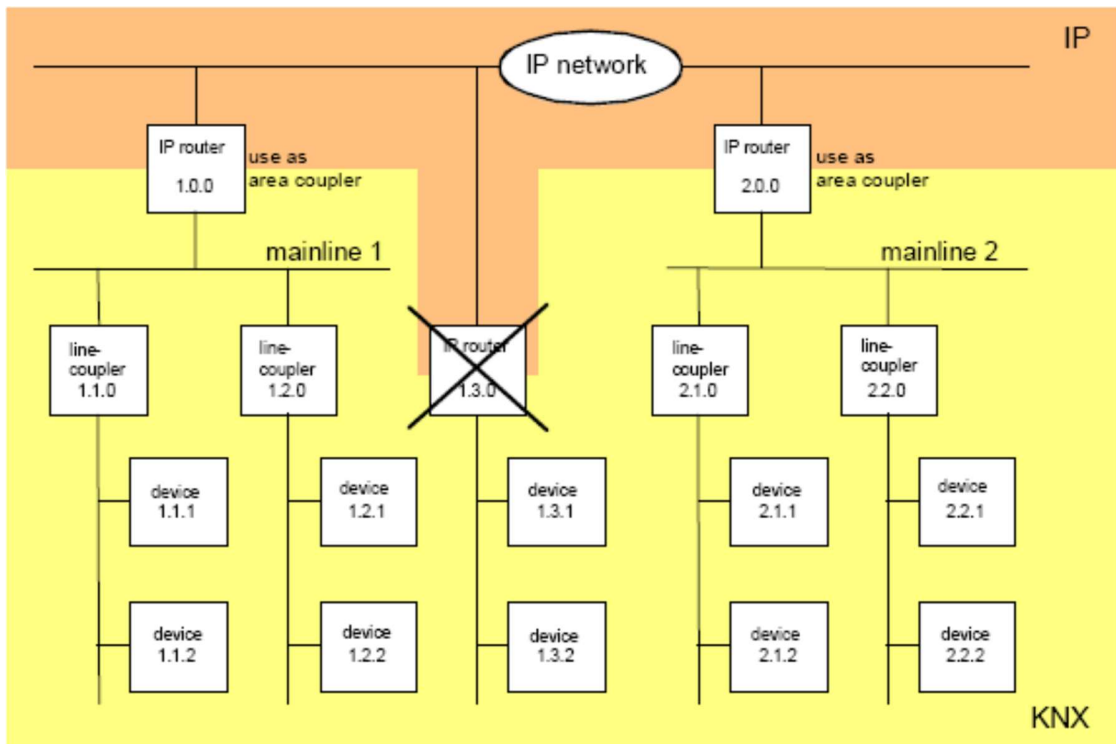 IP
IP network
IP router
1.0.0
use as
area coupler
IP router
2.0.0
use as
area coupler
mainline 1
mainline 2
line-
coupler
1.1.0
line-
coupler
1.2.0
IP router
1.3.0
line-
coupler
2.1.0
line-
coupler
2.2.0
device
1.1.1
device
1.2.1
device
1.3.1
device
2.1.1
device
2.2.1
device
1.1.2
device
1.2.2
device
1.3.2
device
2.1.2
device
2.2.2
KNX